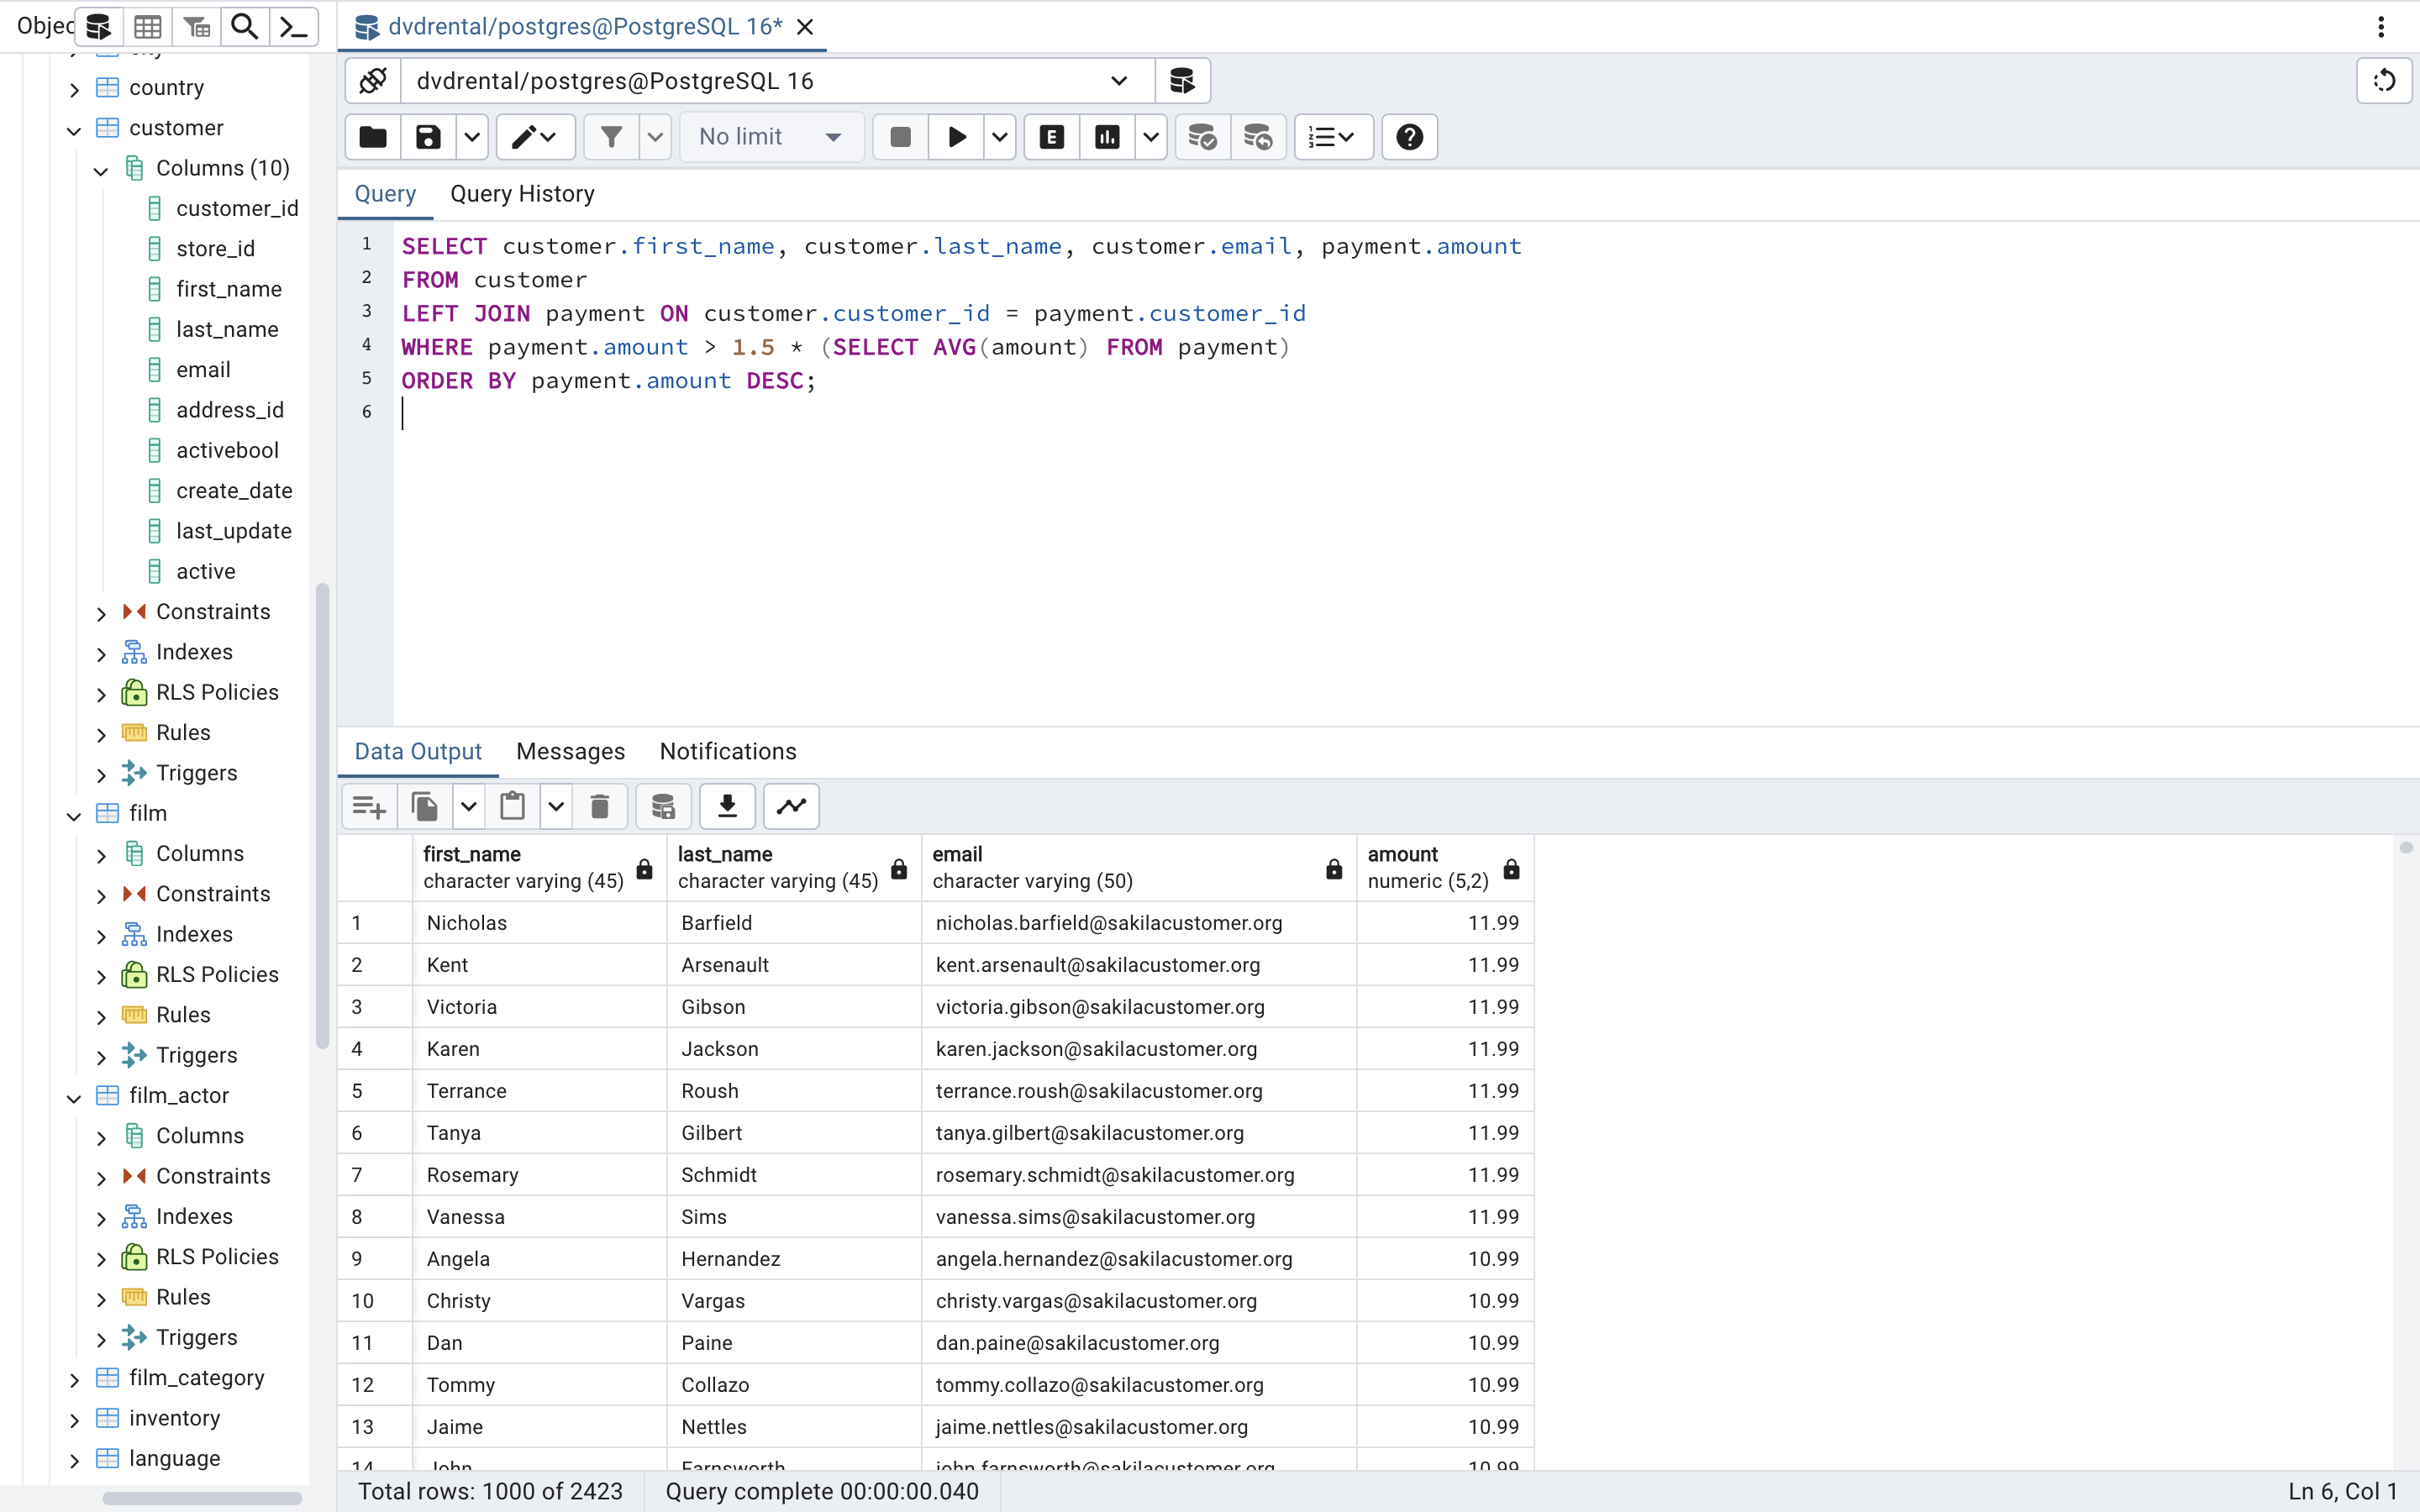 Objec
dvdrental/postgres@PostgreSQL 16*
dvdrental/postgres@PostgreSQL 16
No limit
E
Query
Query History
1 SELECT customer.first_name, customer.last_name, customer.email, payment.amount
2 FROM customer
3 LEFT JOIN payment ON customer.customer_id = payment.customer_id
4 WHERE payment.amount > 1.5 * (SELECT AVG(amount) FROM payment)
5 ORDER BY payment.amount DESC;
6
city
country
customer
Columns (10)
customer_id
store_id
first_name
last_name
email
address_id
activebool
create_date
last_update
active
Constraints
Indexes
RLS Policies
Rules
Triggers
film
Columns
Constraints
Indexes
RLS Policies
Rules
Triggers
film_actor
Columns
Constraints
Indexes
RLS Policies
Rules
Triggers
film_category
inventory
language
Data Output
Messages
Notifications
first_name last_name email amount
character varying (45) character varying (45) character varying (50) numeric (5,2)
1 Nicholas Barfield nicholas.barfield@sakilacustomer.org 11.99
2 Kent Arsenault kent.arsenault@sakilacustomer.org 11.99
3 Victoria Gibson victoria.gibson@sakilacustomer.org 11.99
4 Karen Jackson karen.jackson@sakilacustomer.org 11.99
5 Terrance Roush terrance.roush@sakilacustomer.org 11.99
6 Tanya Gilbert tanya.gilbert@sakilacustomer.org 11.99
7 Rosemary Schmidt rosemary.schmidt@sakilacustomer.org 11.99
8 Vanessa Sims vanessa.sims@sakilacustomer.org 11.99
9 Angela Hernandez angela.hernandez@sakilacustomer.org 10.99
10 Christy Vargas christy.vargas@sakilacustomer.org 10.99
11 Dan Paine dan.paine@sakilacustomer.org 10.99
12 Tommy Collazo tommy.collazo@sakilacustomer.org 10.99
13 Jaime Nettles jaime.nettles@sakilacustomer.org 10.99
14 John Farnsworth john.farnsworth@sakilacustomer.org 10.99
Total rows: 1000 of 2423
Query complete 00:00:00.040
Ln 6, Col 1